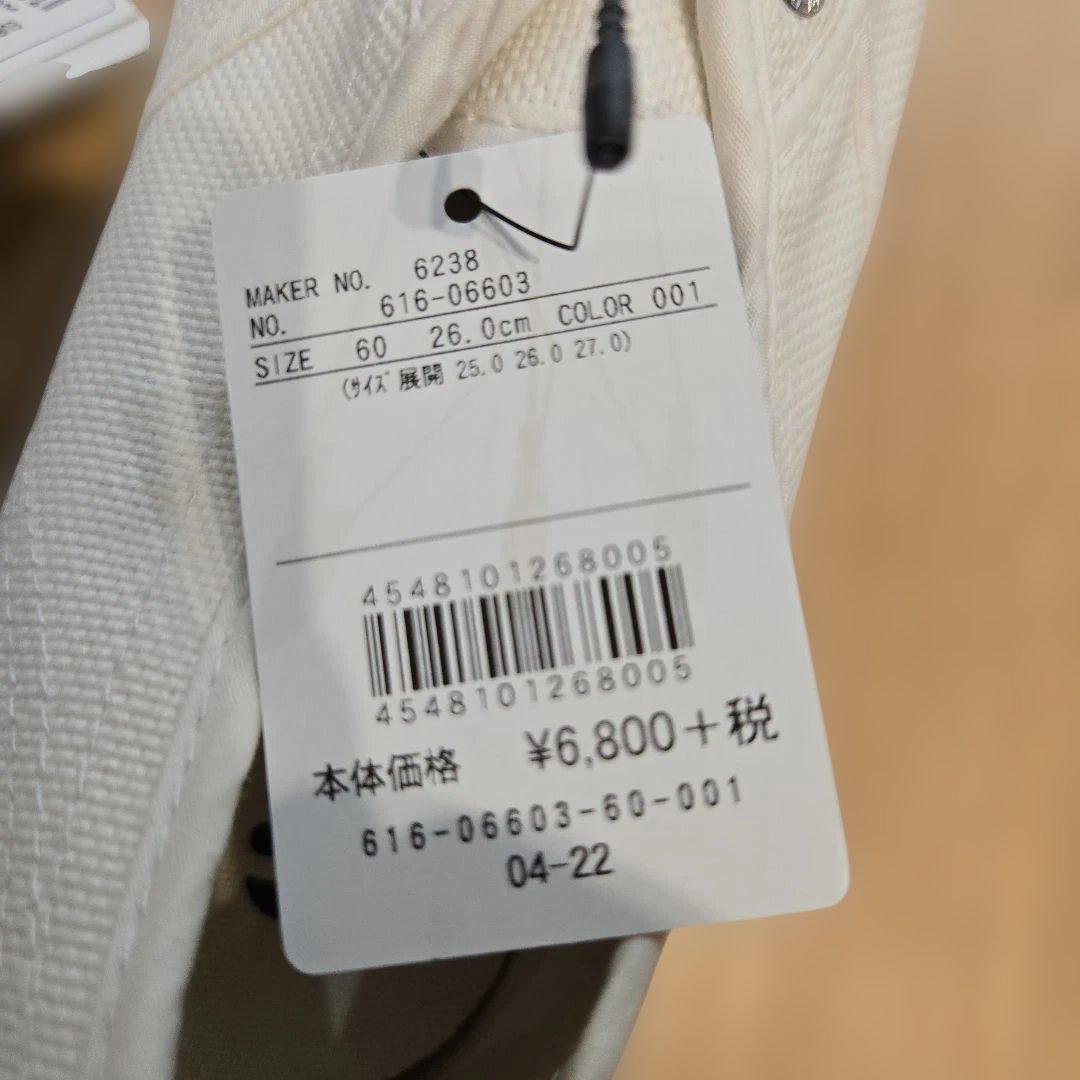 MAKER NO. 6238
NO. 616-06603
SIZE 60 26.0cm COLOR 001
(ｻｲｽﾞ展開 25.0 26.0 27.0)
4548101268005
4548101268005
本体価格 ¥6,800+税
616-06603-60-001
04-22